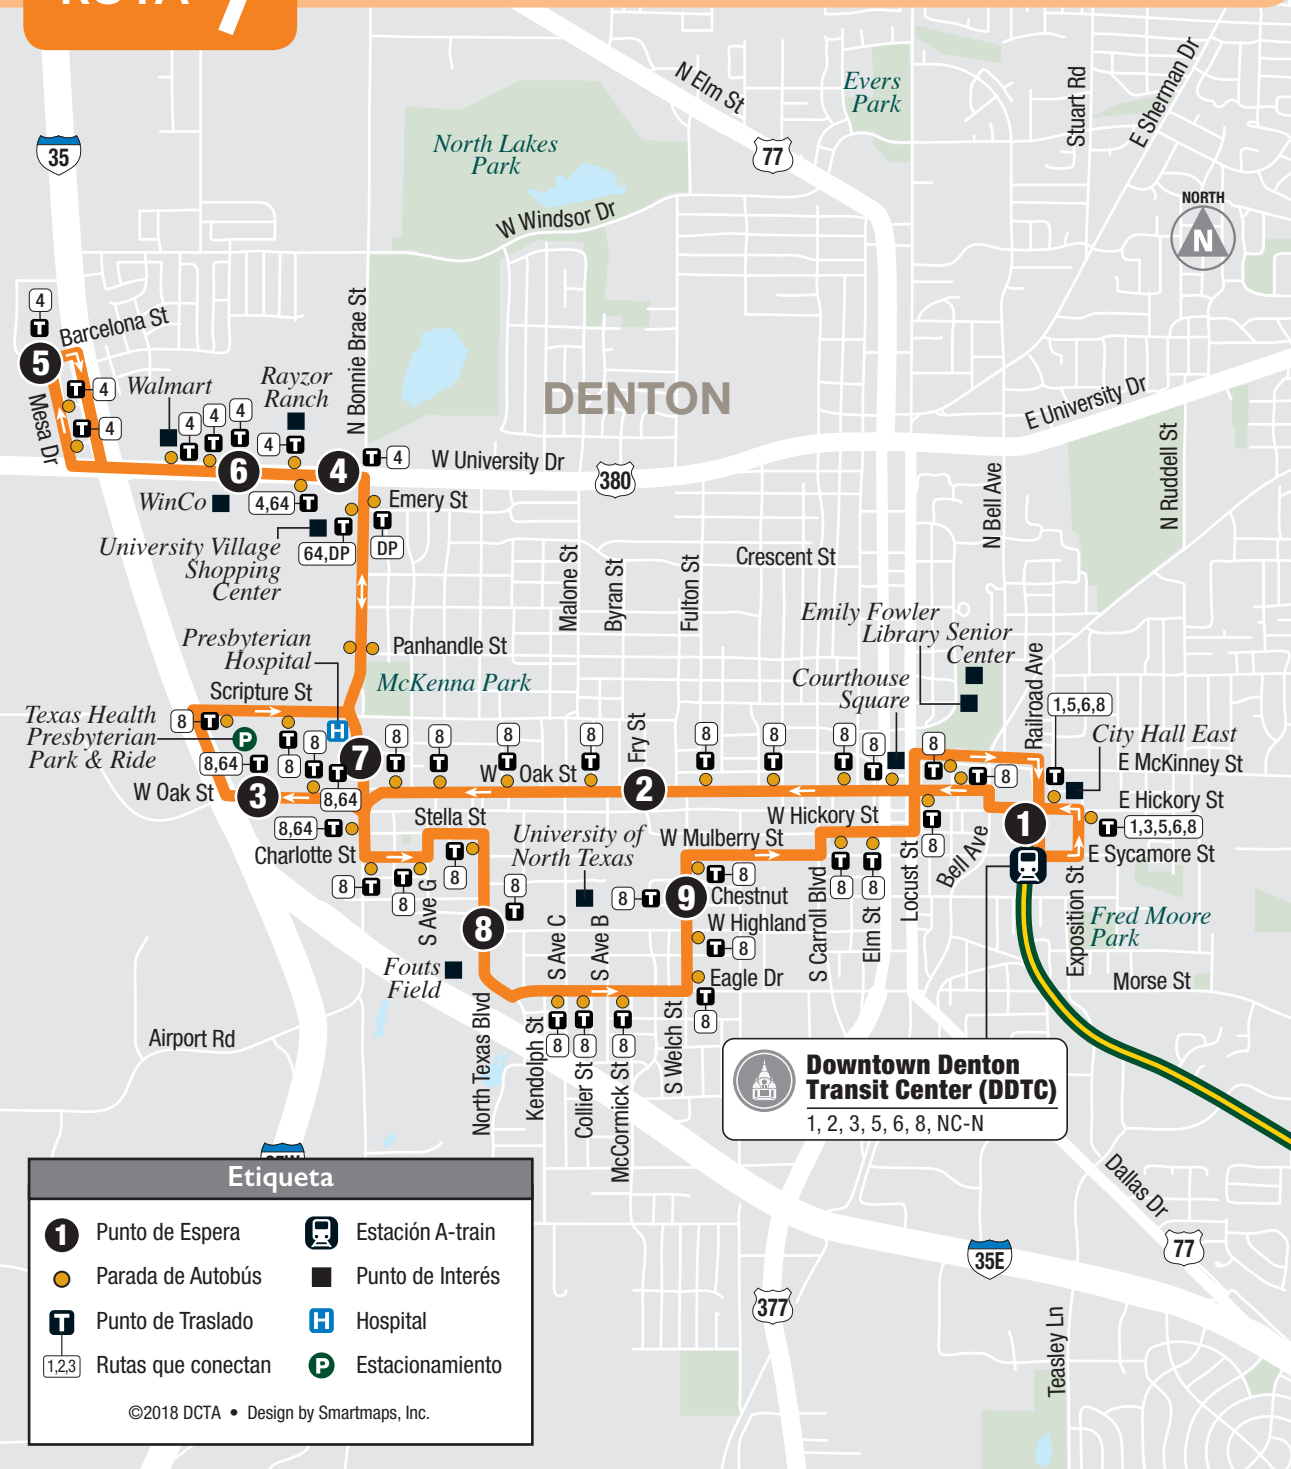 RUTA 7
N Elm St
Evers
Park
Stuart Rd
E Sherman Dr
35
North Lakes
Park
77
W Windsor Dr
NORTH
N
4
T
Barcelona St
5
N Bonnie Brae St
Mesa Dr
T 4
T 4
Walmart
Rayzor
Ranch
DENTON
E University Dr
4
4
4
4
T
T
T
T
6
4
T 4
W University Dr
380
N Bell Ave
N Ruddell St
WinCo
4,64 T
Emery St
University Village
Shopping
Center
T
64,DP
T
DP
Malone St
Byran St
Fulton St
Crescent St
Emily Fowler
Library
Senior
Center
Courthouse
Square
Railroad Ave
Presbyterian
Hospital
Panhandle St
McKenna Park
Scripture St
Texas Health
Presbyterian
Park & Ride
8 T
P
H
T
8
8
T
8,64 T
T
8,64
7
3
W Oak St
8
T
8
T
8
T
8
T
Fry St
8
T
8
T
8
T
8
T
W Oak St
2
8
T
T 8
1,5,6,8
T
City Hall East
E McKinney St
E Hickory St
T 1,3,5,6,8
E Sycamore St
1
Bell Ave
T
8
Locust St
8,64 T
Charlotte St
Stella St
8 T
T
8
S Ave G
T
8
8
T
University of
North Texas
W Mulberry St
W Hickory St
T
8
T
8
T 8
8 T
9
Chestnut
W Highland
T 8
Eagle Dr
T
8
8
Fouts
Field
S Ave C
S Ave B
S Carroll Blvd
Elm St
Exposition St
Fred Moore
Park
Morse St
Airport Rd
North Texas Blvd
Kendolph St
T
8
T
8
T
8
Collier St
McCormick St
S Welch St
Downtown Denton
Transit Center (DDTC)
1, 2, 3, 5, 6, 8, NC-N
Dallas Dr
77
35E
377
Teasley Ln
Etiqueta
1 Punto de Espera
Estación A-train
Parada de Autobús
Punto de Interés
T Punto de Traslado
H Hospital
1,2,3 Rutas que conectan
P Estacionamiento
©2018 DCTA • Design by Smartmaps, Inc.